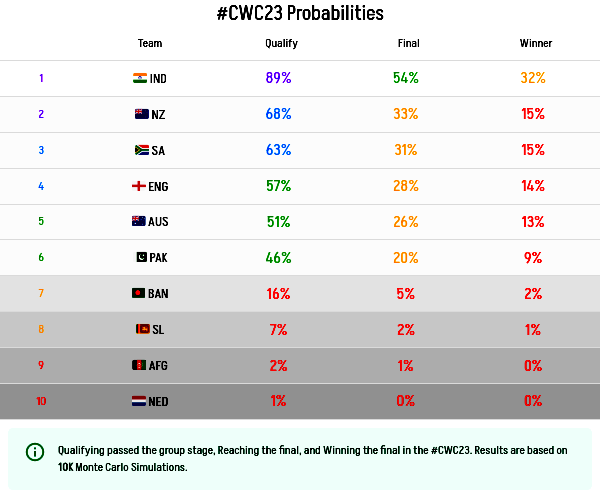 #CWC23 Probabilities
Team Qualify Final Winner
1 IND 89% 54% 32%
2 NZ 68% 33% 15%
3 SA 63% 31% 15%
4 ENG 57% 28% 14%
5 AUS 51% 26% 13%
6 PAK 46% 20% 9%
7 BAN 16% 5% 2%
8 SL 7% 2% 1%
9 AFG 2% 1% 0%
10 NED 1% 0% 0%
Qualifying passed the group stage, Reaching the final, and Winning the final in the #CWC23. Results are based on
10K Monte Carlo Simulations.